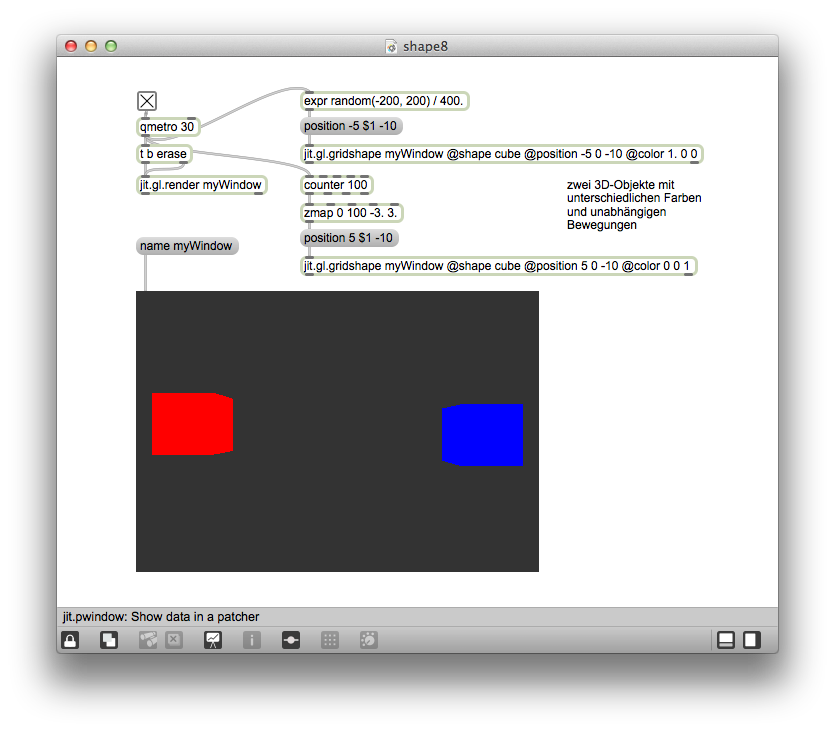 shape8
expr random(-200, 200) / 400.
qmetro 30
position -5 $1 -10
t b erase
jit.gl.gridshape myWindow @shape cube @position -5 0 -10 @color 1. 0 0
jit.gl.render myWindow
counter 100
zwei 3D-Objekte mit
unterschiedlichen Farben
und unabhängigen
Bewegungen
zmap 0 100 -3. 3.
position 5 $1 -10
name myWindow
jit.gl.gridshape myWindow @shape cube @position 5 0 -10 @color 0 0 1
jit.pwindow: Show data in a patcher